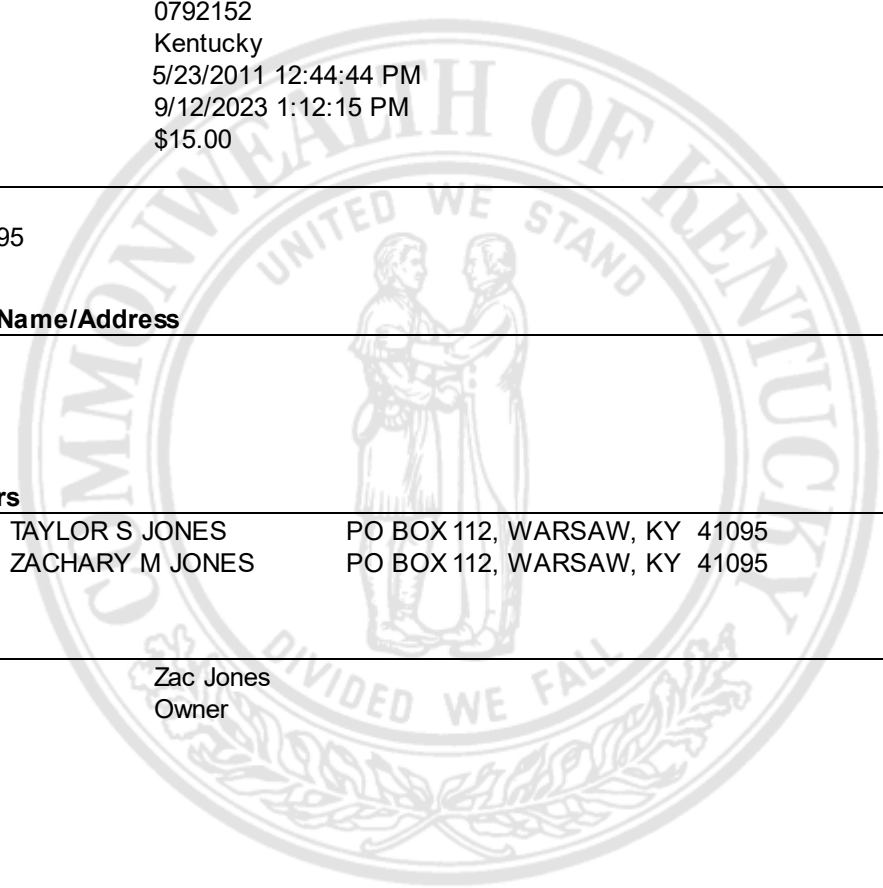 0792152
Kentucky
5/23/2011 12:44:44 PM
9/12/2023 1:12:15 PM
$15.00
COMMONWEALTH OF KENTUCKY
UNITED WE STAND
95
Name/Address
rs
TAYLOR S JONES PO BOX 112, WARSAW, KY 41095
ZACHARY M JONES PO BOX 112, WARSAW, KY 41095
DIVIDED WE FALL
Zac Jones
Owner